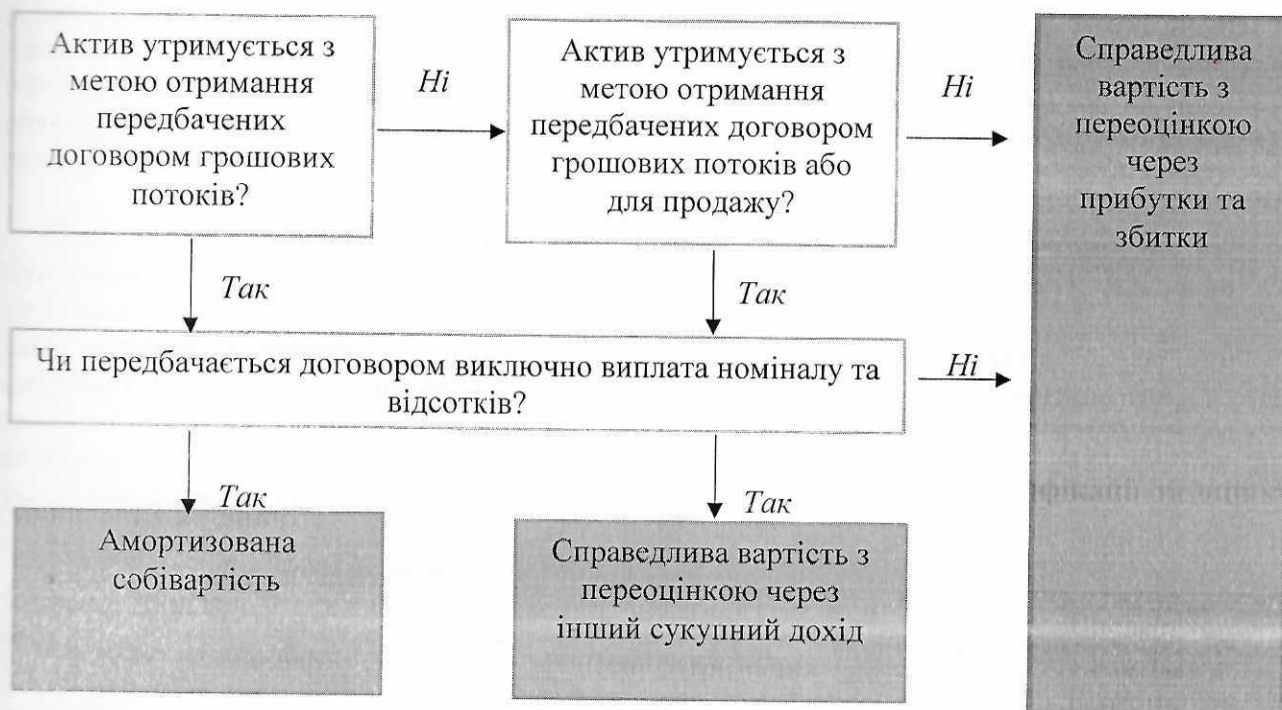 Актив утримується з
метою отримання
передбачених
договором грошових
потоків?
Ні
Актив утримується з
метою отримання
передбачених договором
грошових потоків або
для продажу?
Ні
Справедлива
вартість з
переоцінкою
через
прибутки та
збитки
Так
Так
Чи передбачається договором виключно виплата номіналу та
відсотків?
Ні
Так
Так
Амортизована
собівартість
Справедлива вартість з
переоцінкою через
інший сукупний дохід